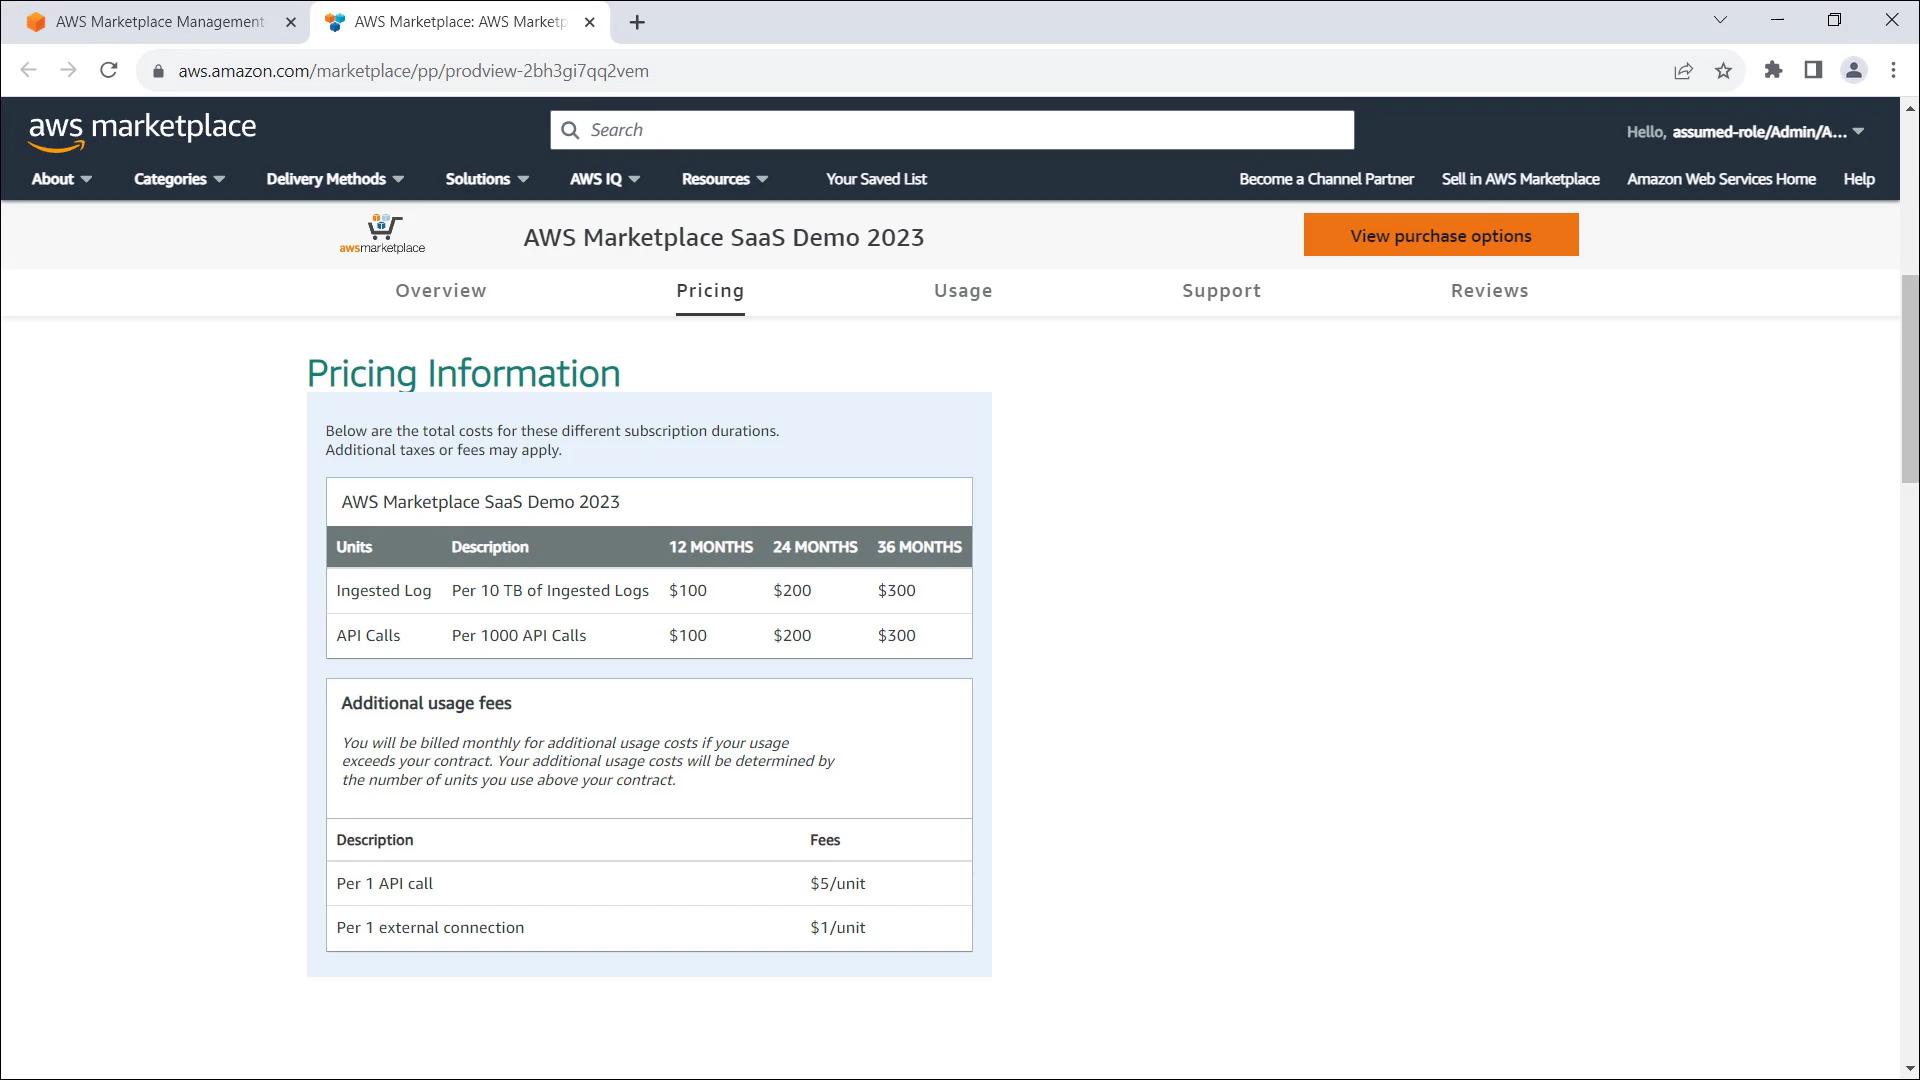 AWS Marketplace Management
AWS Marketplace: AWS Marketp
aws.amazon.com/marketplace/pp/prodview-2bh3gi7qq2vem
aws marketplace
Search
Hello, assumed-role/Admin/A...
About Categories Delivery Methods Solutions AWS IQ Resources Your Saved List Become a Channel Partner Sell in AWS Marketplace Amazon Web Services Home Help
awsmarketplace
AWS Marketplace SaaS Demo 2023
View purchase options
Overview Pricing Usage Support Reviews
Pricing Information
Below are the total costs for these different subscription durations.
Additional taxes or fees may apply.
AWS Marketplace SaaS Demo 2023
Units Description 12 MONTHS 24 MONTHS 36 MONTHS
Ingested Log Per 10 TB of Ingested Logs $100 $200 $300
API Calls Per 1000 API Calls $100 $200 $300
Additional usage fees
You will be billed monthly for additional usage costs if your usage
exceeds your contract. Your additional usage costs will be determined by
the number of units you use above your contract.
Description Fees
Per 1 API call $5/unit
Per 1 external connection $1/unit